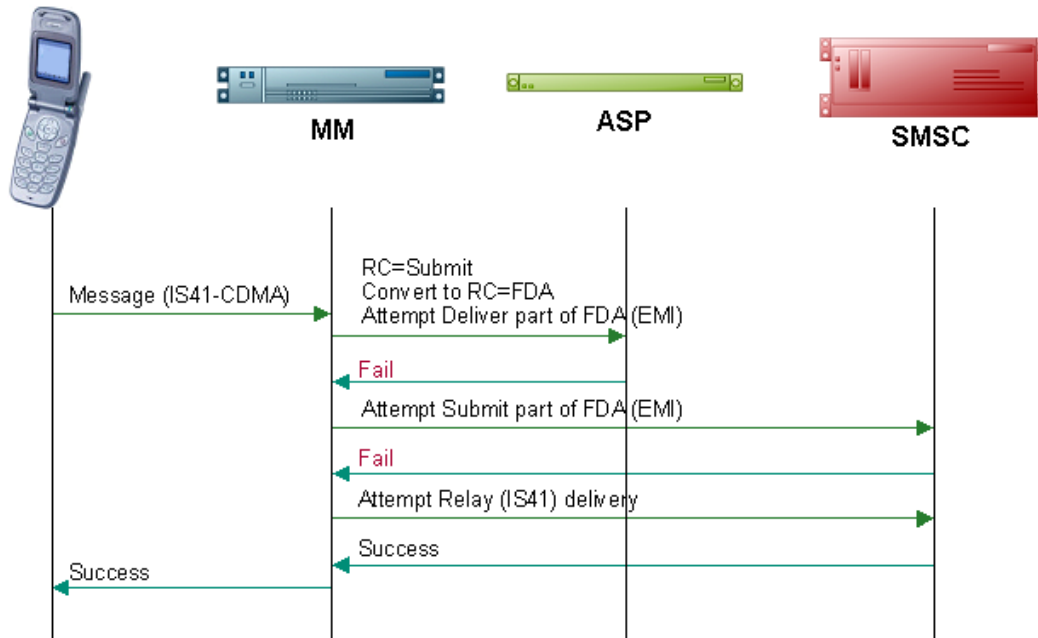 MM
ASP
SMSC
RC=Submit
Convert to RC=FDA
Message (IS41-CDMA)
Attempt Deliver part of FDA (EMI)
Fail
Attempt Submit part of FDA (EMI)
Fail
Attempt Relay (IS41) delivery
Success
Success